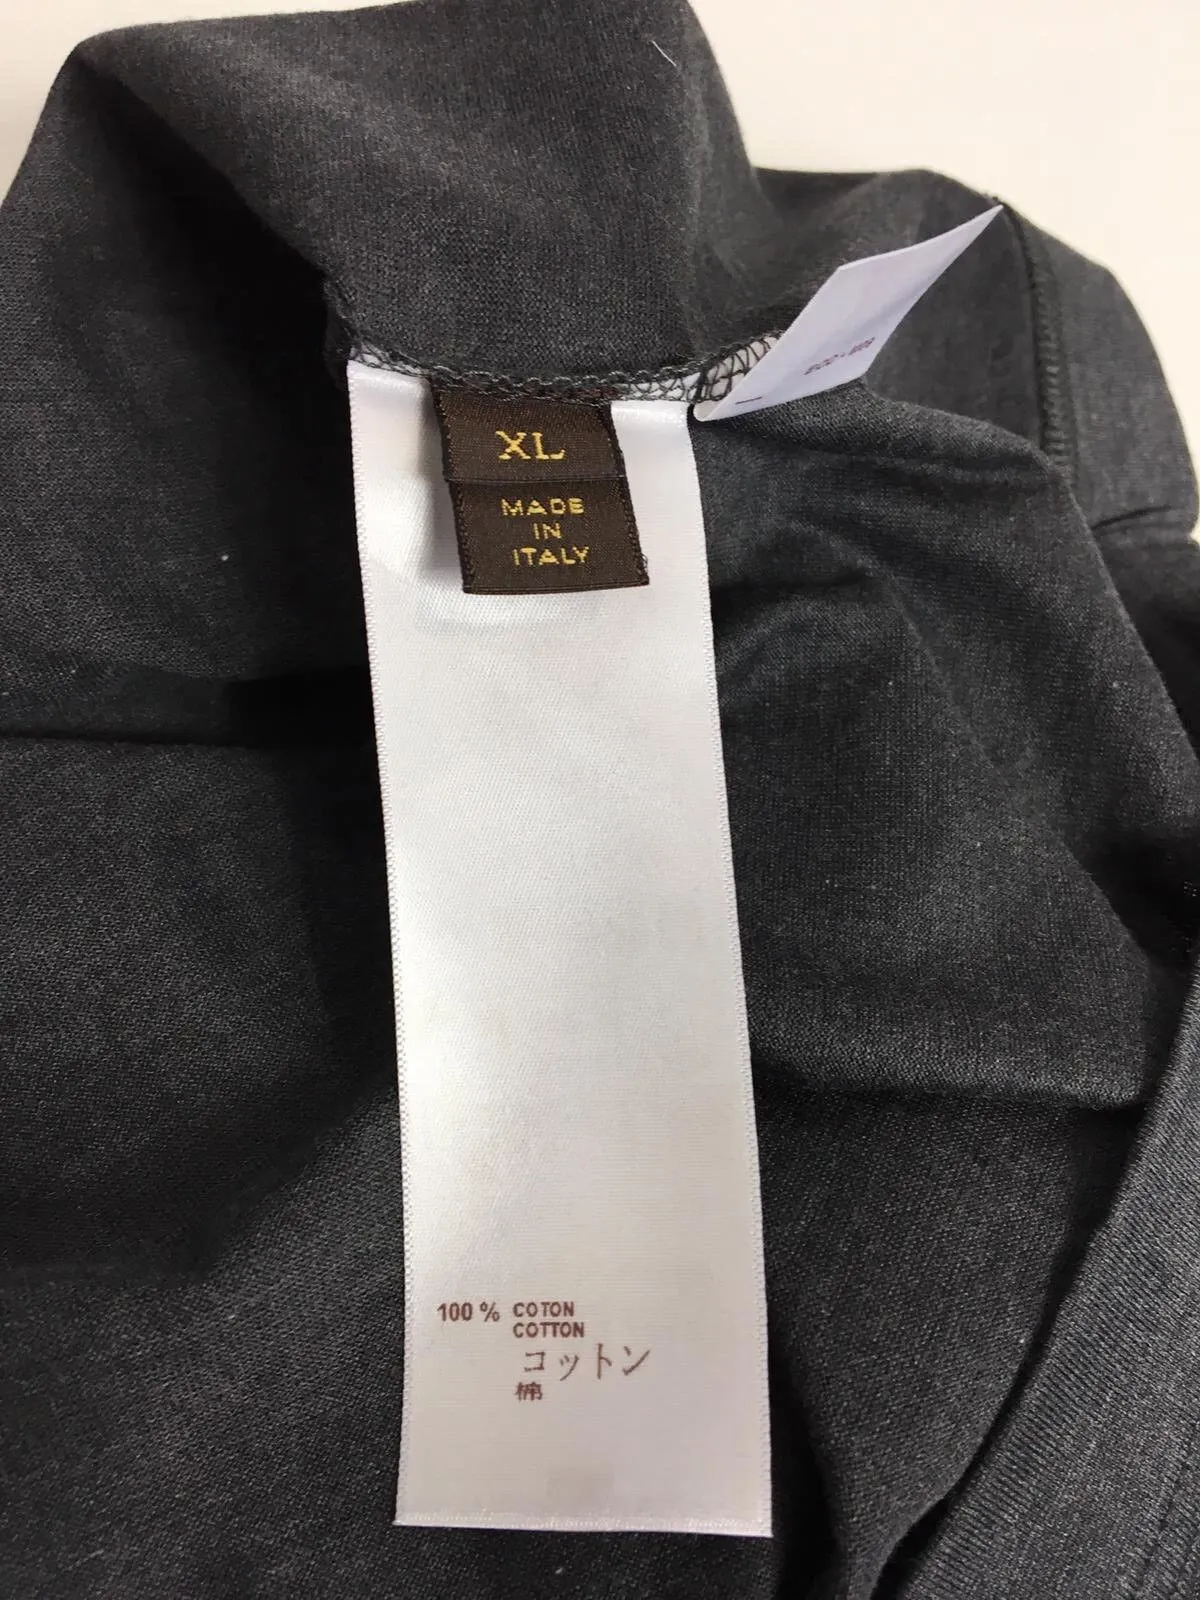 XL
MADE
IN
ITALY
100 % COTON
COTTON
コットン
棉